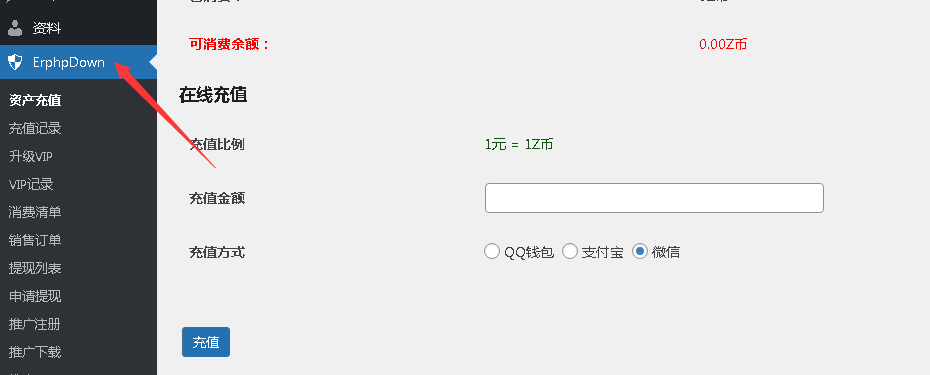 资料
ErphpDown
资产充值
充值记录
升级VIP
VIP记录
消费清单
销售订单
提现列表
申请提现
推广注册
推广下载
可消费余额：
0.00Z币
在线充值
充值比例
1元 = 1Z币
充值金额
充值方式
QQ钱包 支付宝 微信
充值